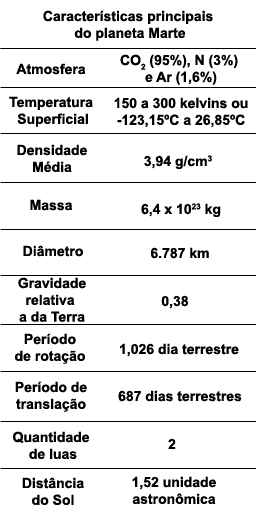 Características principais
do planeta Marte
Atmosfera
CO₂ (95%), N (3%)
e Ar (1,6%)
Temperatura
Superficial
150 a 300 kelvins ou
-123,15ºC a 26,85ºC
Densidade
Média
3,94 g/cm³
Massa
6,4 x 10²³ kg
Diâmetro
6.787 km
Gravidade
relativa
a da Terra
0,38
Período
de rotação
1,026 dia terrestre
Período de
translação
687 dias terrestres
Quantidade
de luas
2
Distância
do Sol
1,52 unidade
astronômica